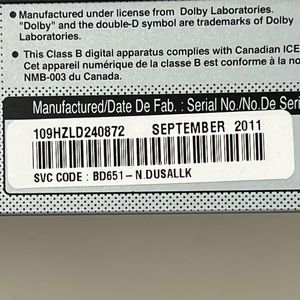 ● Manufactured under license from Dolby Laboratories.
"Dolby" and the double-D symbol are trademarks of Dolby
Laboratories.
● This Class B digital apparatus complies with Canadian ICE
Cet appareil numérique de la classe B est conforme à la no
NMB-003 du Canada.
Manufactured/Date De Fab. : Serial No./No.De Seri
109HZLD240872 SEPTEMBER 2011
SVC CODE : BD651-N.DUSALLK